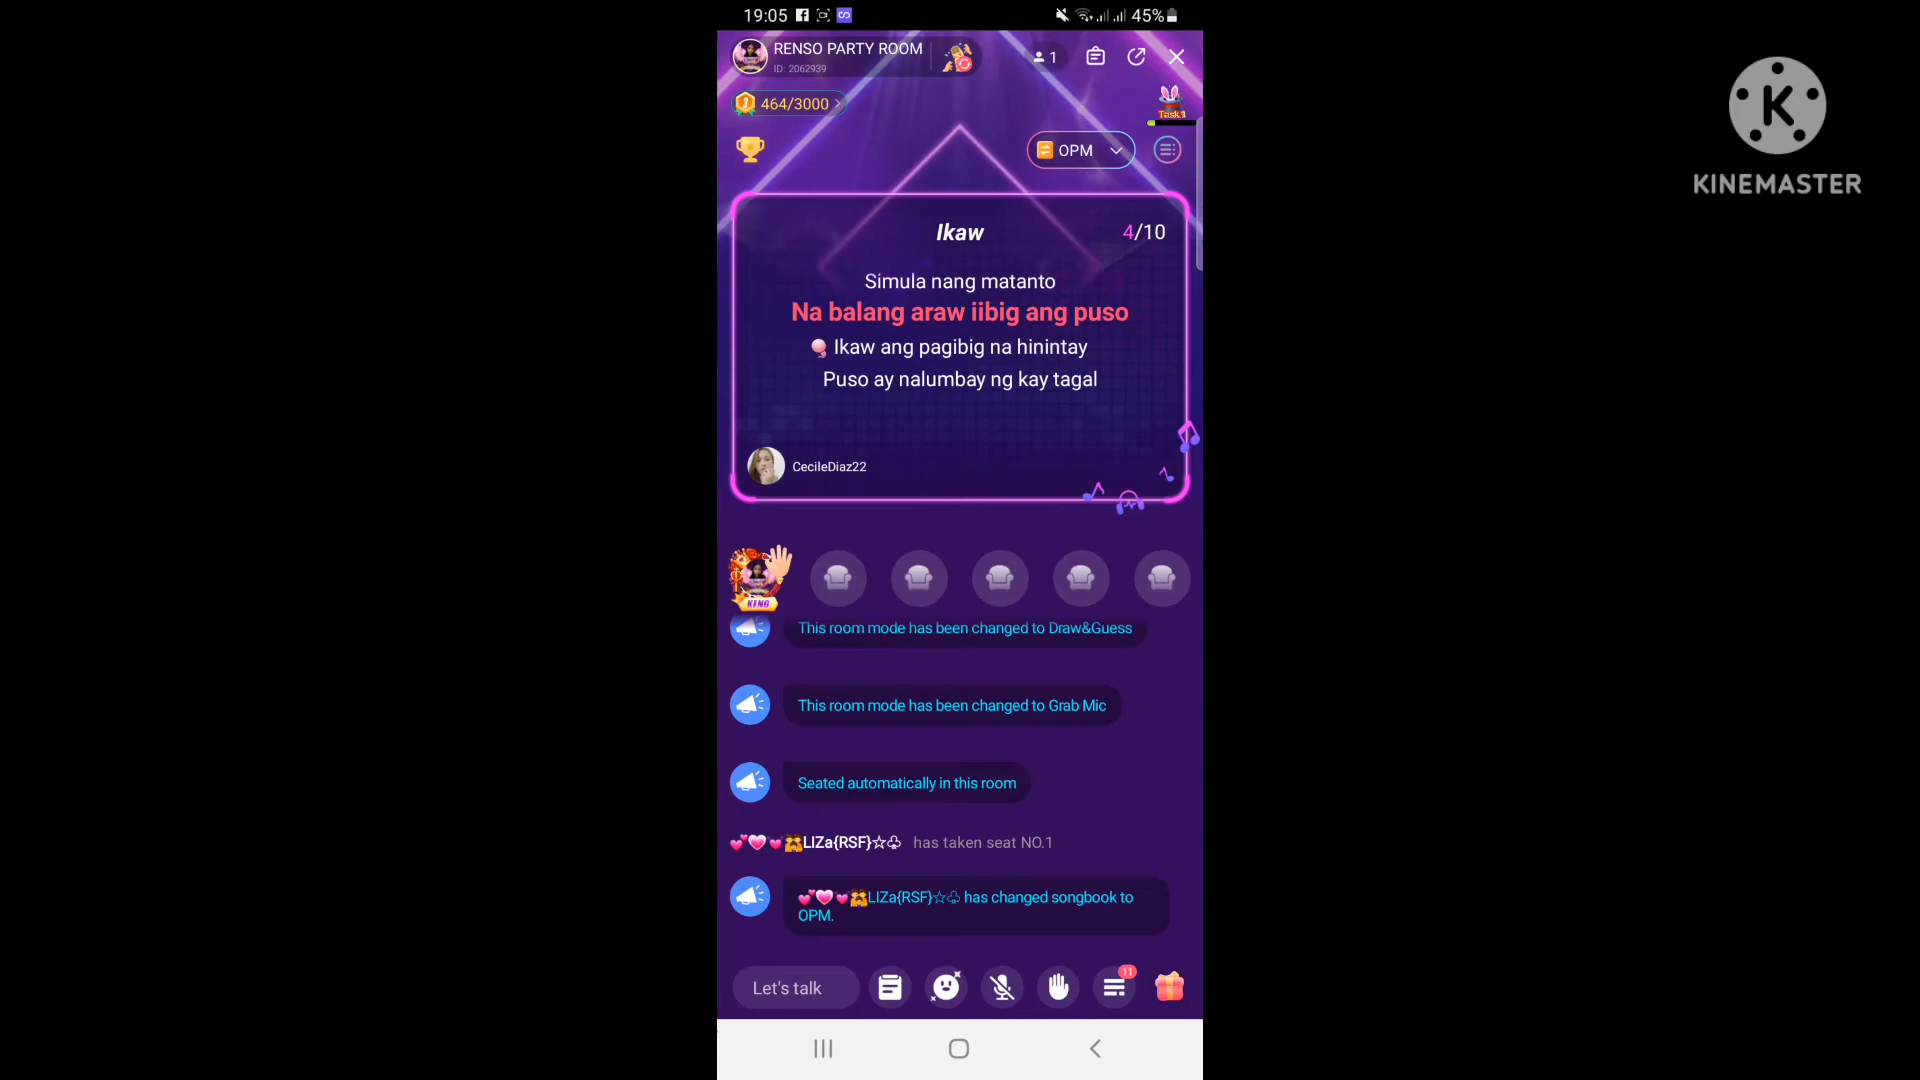 19:05
45%
RENSO PARTY ROOM
ID: 2062939
1
464/3000
Task1
OPM
Ikaw
4/10
Simula nang matanto
Na balang araw iibig ang puso
Ikaw ang pagibig na hinintay
Puso ay nalumbay ng kay tagal
CecileDiaz22
KING
This room mode has been changed to Draw&Guess
This room mode has been changed to Grab Mic
Seated automatically in this room
💕💗💓👯LIZa{RSF}☆♧ has taken seat NO.1
💕💗💓👯LIZa{RSF}☆♧ has changed songbook to
OPM.
Let's talk
11
K
KINEMASTER